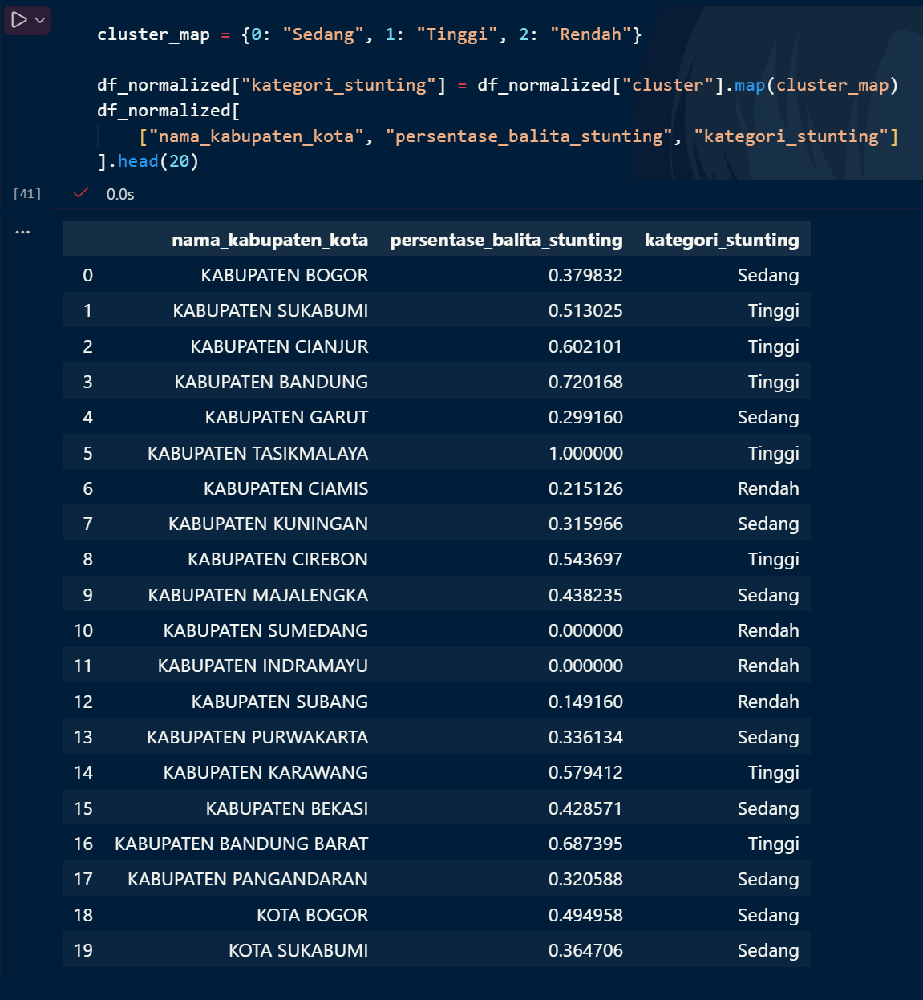 cluster_map = {0: "Sedang", 1: "Tinggi", 2: "Rendah"}
df_normalized["kategori_stunting"] = df_normalized["cluster"].map(cluster_map)
df_normalized[
["nama_kabupaten_kota", "persentase_balita_stunting", "kategori_stunting"]
].head(20)
[41] 0.0s
...
nama_kabupaten_kota persentase_balita_stunting kategori_stunting
0 KABUPATEN BOGOR 0.379832 Sedang
1 KABUPATEN SUKABUMI 0.513025 Tinggi
2 KABUPATEN CIANJUR 0.602101 Tinggi
3 KABUPATEN BANDUNG 0.720168 Tinggi
4 KABUPATEN GARUT 0.299160 Sedang
5 KABUPATEN TASIKMALAYA 1.000000 Tinggi
6 KABUPATEN CIAMIS 0.215126 Rendah
7 KABUPATEN KUNINGAN 0.315966 Sedang
8 KABUPATEN CIREBON 0.543697 Tinggi
9 KABUPATEN MAJALENGKA 0.438235 Sedang
10 KABUPATEN SUMEDANG 0.000000 Rendah
11 KABUPATEN INDRAMAYU 0.000000 Rendah
12 KABUPATEN SUBANG 0.149160 Rendah
13 KABUPATEN PURWAKARTA 0.336134 Sedang
14 KABUPATEN KARAWANG 0.579412 Tinggi
15 KABUPATEN BEKASI 0.428571 Sedang
16 KABUPATEN BANDUNG BARAT 0.687395 Tinggi
17 KABUPATEN PANGANDARAN 0.320588 Sedang
18 KOTA BOGOR 0.494958 Sedang
19 KOTA SUKABUMI 0.364706 Sedang